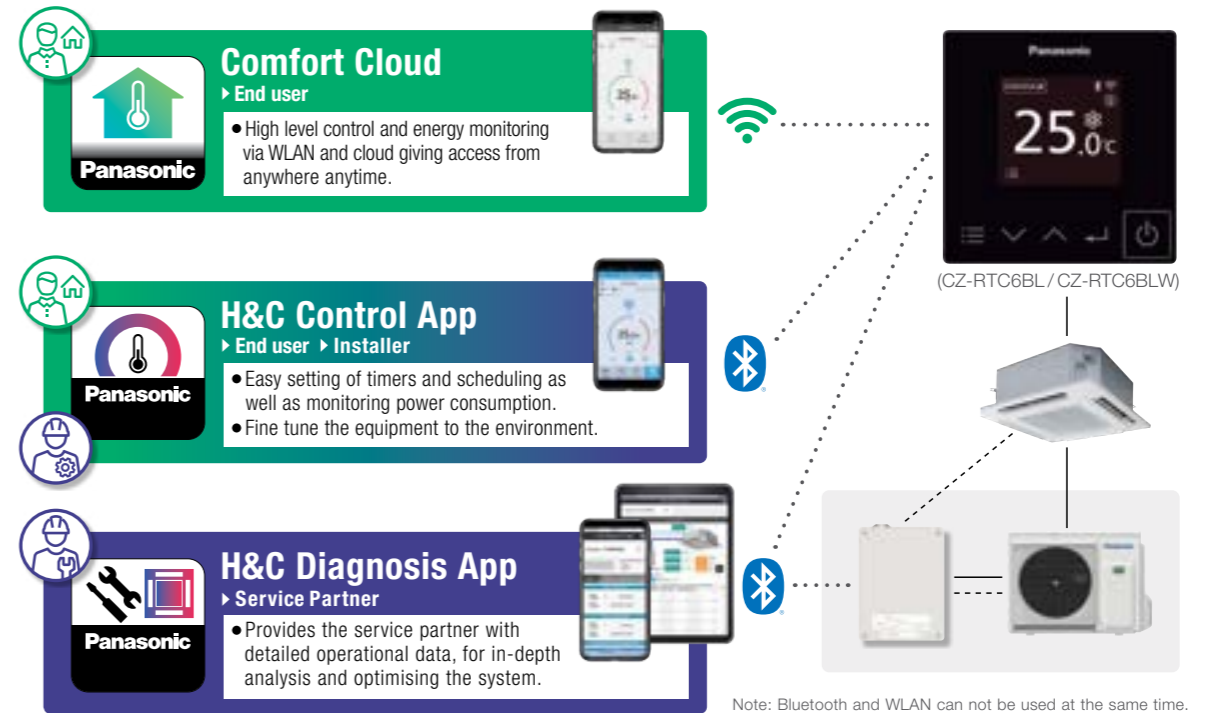 Comfort Cloud
End user
Panasonic
● High level control and energy monitoring
via WLAN and cloud giving access from
anywhere anytime.
Panasonic
25.0°c
(CZ-RTC6BL / CZ-RTC6BLW)
H&C Control App
End user Installer
Panasonic
● Easy setting of timers and scheduling as
well as monitoring power consumption.
● Fine tune the equipment to the environment.
H&C Diagnosis App
Service Partner
Panasonic
● Provides the service partner with
detailed operational data, for in-depth
analysis and optimising the system.
Note: Bluetooth and WLAN can not be used at the same time.